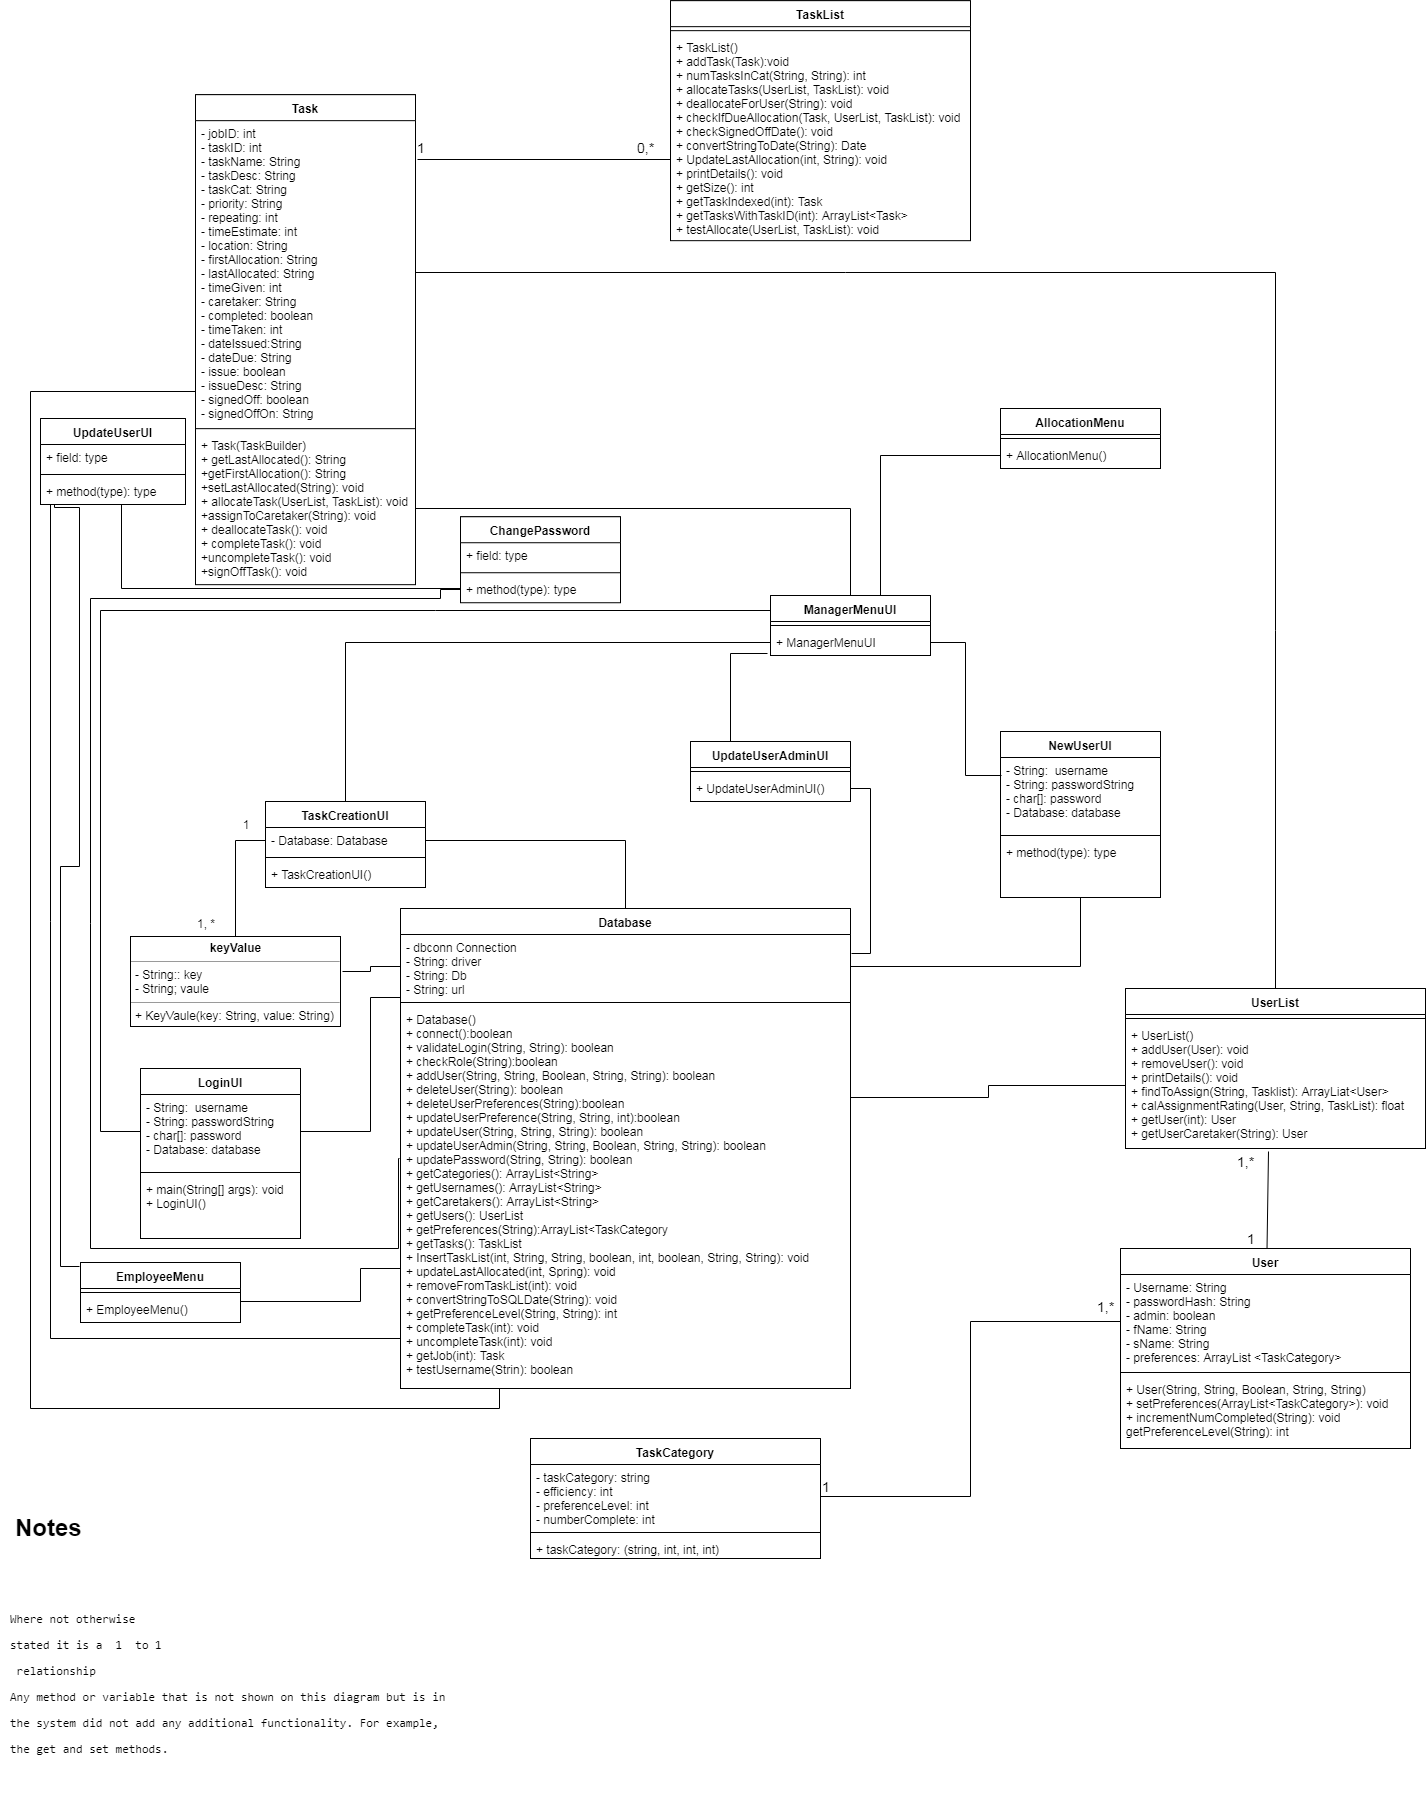 TaskList
+ TaskList()
+ addTask(Task):void
+ numTasksInCat(String, String): int
+ allocateTasks(UserList, TaskList): void
+ deallocateForUser(String): void
+ checkIfDueAllocation(Task, UserList, TaskList): void
+ checkSignedOffDate(): void
+ convertStringToDate(String): Date
+ UpdateLastAllocation(int, String): void
+ printDetails(): void
+ getSize(): int
+ getTaskIndexed(int): Task
+ getTasksWithTaskID(int): ArrayList<Task>
+ testAllocate(UserList, TaskList): void
Task
- jobID: int
- taskID: int
- taskName: String
- taskDesc: String
- taskCat: String
- priority: String
- repeating: int
- timeEstimate: int
- location: String
- firstAllocation: String
- lastAllocated: String
- timeGiven: int
- caretaker: String
- completed: boolean
- timeTaken: int
- dateIssued:String
- dateDue: String
- issue: boolean
- issueDesc: String
- signedOff: boolean
- signedOffOn: String
+ Task(TaskBuilder)
+ getLastAllocated(): String
+getFirstAllocation(): String
+setLastAllocated(String): void
+ allocateTask(UserList, TaskList): void
+assignToCaretaker(String): void
+ deallocateTask(): void
+ completeTask(): void
+uncompleteTask(): void
+signOffTask(): void
1
0,*
UpdateUserUI
+ field: type
+ method(type): type
AllocationMenu
+ AllocationMenu()
ChangePassword
+ field: type
+ method(type): type
ManagerMenuUI
+ ManagerMenuUI
UpdateUserAdminUI
+ UpdateUserAdminUI()
NewUserUI
- String:  username
- String: passwordString
- char[]: password
- Database: database
+ method(type): type
TaskCreationUI
- Database: Database
+ TaskCreationUI()
1
1, *
keyValue
- String:: key
- String; vaule
+ KeyVaule(key: String, value: String)
Database
- dbconn Connection
- String: driver
- String: Db
- String: url
+ Database()
+ connect():boolean
+ validateLogin(String, String): boolean
+ checkRole(String):boolean
+ addUser(String, String, Boolean, String, String): boolean
+ deleteUser(String): boolean
+ deleteUserPreferences(String):boolean
+ updateUserPreference(String, String, int):boolean
+ updateUser(String, String, String): boolean
+ updateUserAdmin(String, String, Boolean, String, String): boolean
+ updatePassword(String, String): boolean
+ getCategories(): ArrayList<String>
+ getUsernames(): ArrayList<String>
+ getCaretakers(): ArrayList<String>
+ getUsers(): UserList
+ getPreferences(String):ArrayList<TaskCategory
+ getTasks(): TaskList
+ InsertTaskList(int, String, String, boolean, int, boolean, String, String): void
+ updateLastAllocated(int, Spring): void
+ removeFromTaskList(int): void
+ convertStringToSQLDate(String): void
+ getPreferenceLevel(String, String): int
+ completeTask(int): void
+ uncompleteTask(int): void
+ getJob(int): Task
+ testUsername(Strin): boolean
LoginUI
- String:  username
- String: passwordString
- char[]: password
- Database: database
+ main(String[] args): void
+ LoginUI()
EmployeeMenu
+ EmployeeMenu()
UserList
+ UserList()
+ addUser(User): void
+ removeUser(): void
+ printDetails(): void
+ findToAssign(String, Tasklist): ArrayLiat<User>
+ calAssignmentRating(User, String, TaskList): float
+ getUser(int): User
+ getUserCaretaker(String): User
1,*
1
User
- Username: String
- passwordHash: String
- admin: boolean
- fName: String
- sName: String
- preferences: ArrayList <TaskCategory>
+ User(String, String, Boolean, String, String)
+ setPreferences(ArrayList<TaskCategory>): void
+ incrementNumCompleted(String): void
getPreferenceLevel(String): int
1,*
1
TaskCategory
- taskCategory: string
- efficiency: int
- preferenceLevel: int
- numberComplete: int
+ taskCategory: (string, int, int, int)
Notes
Where not otherwise
stated it is a  1  to 1
relationship
Any method or variable that is not shown on this diagram but is in
the system did not add any additional functionality. For example,
the get and set methods.